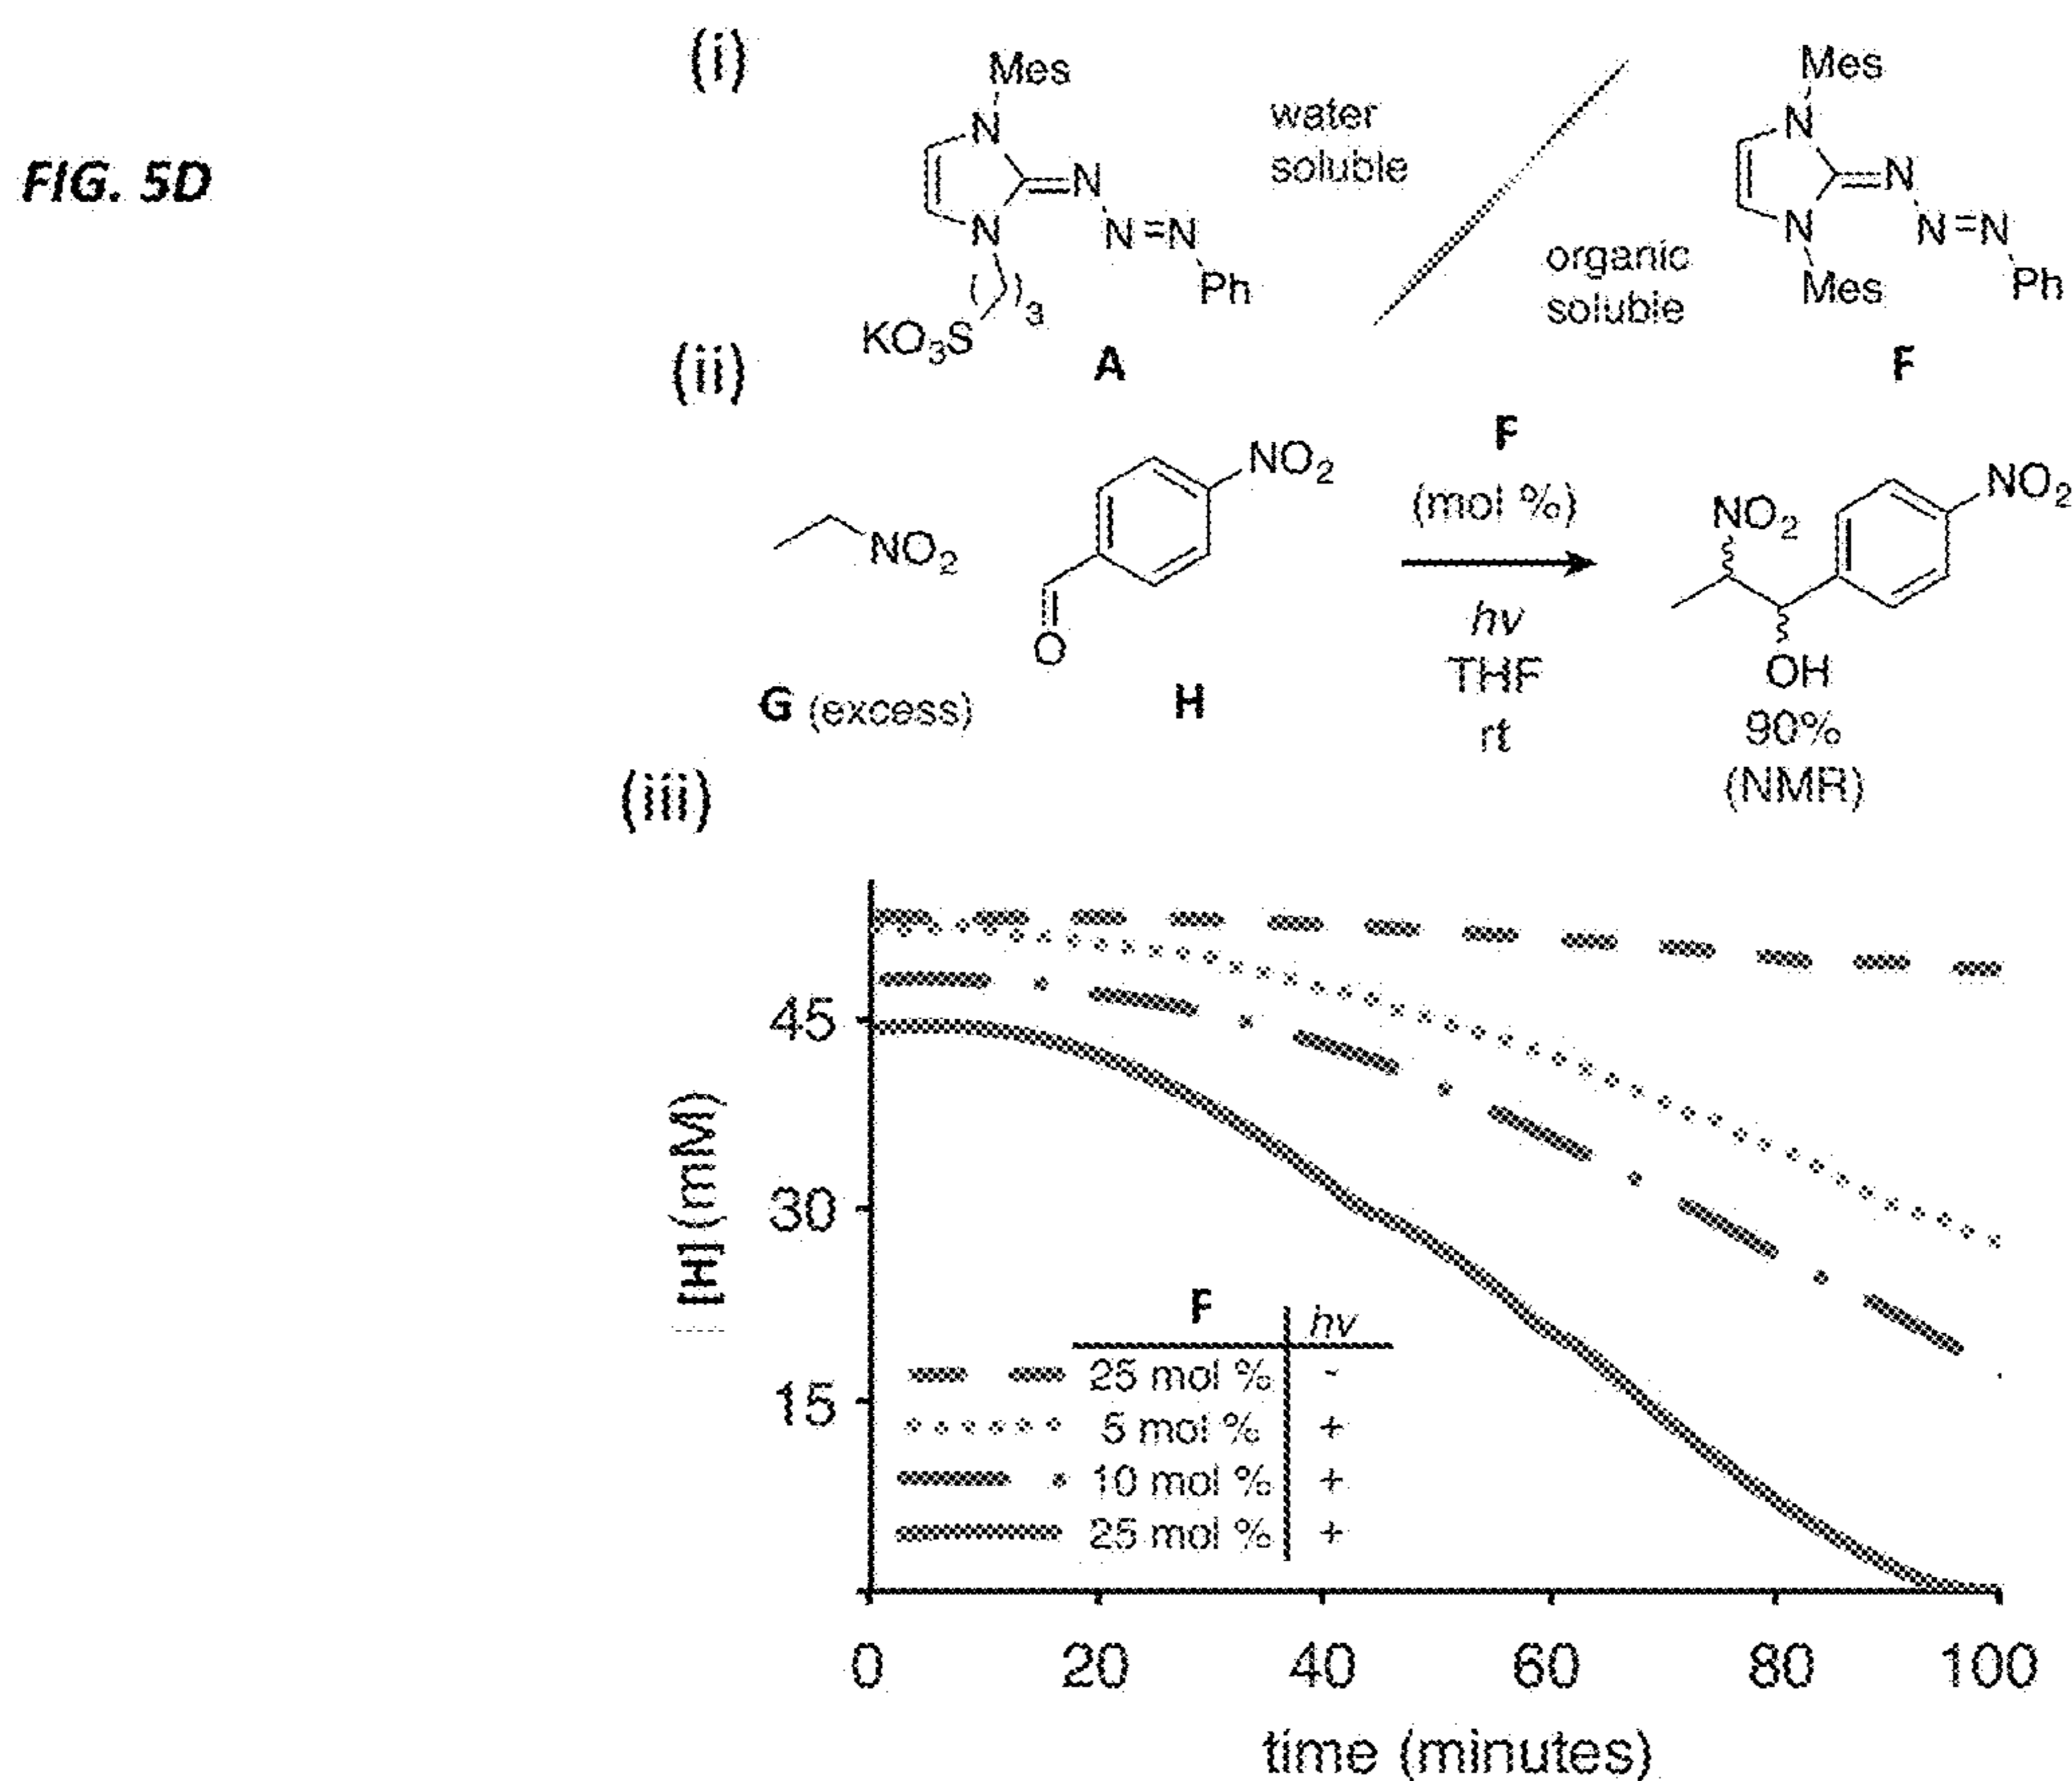 FIG. 5D
(i)
Mes
N
N
N
N=N
Ph
( )3
KO3S
A
water
soluble
organic
soluble
Mes
N
N
N
N=N
Mes
Ph
F
(ii)
NO2
G (excess)
NO2
O
H
F
(mol %)
hv
THF
rt
NO2
NO2
OH
90%
(NMR)
(iii)
[H] (mM)
45
30
15
F hv
25 mol % -
5 mol % +
10 mol % +
25 mol % +
0 20 40 60 80 100
time (minutes)